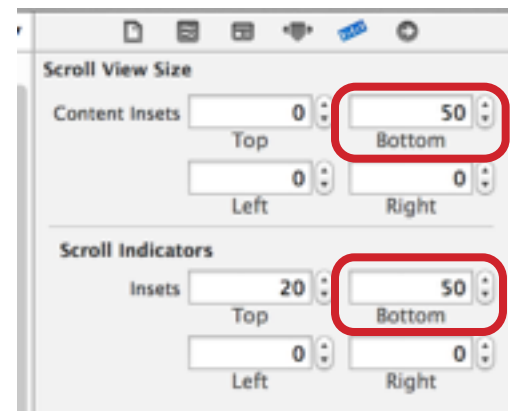 Scroll View Size
Content Insets 0 50
Top Bottom
0 0
Left Right
Scroll Indicators
Insets 20 50
Top Bottom
0 0
Left Right